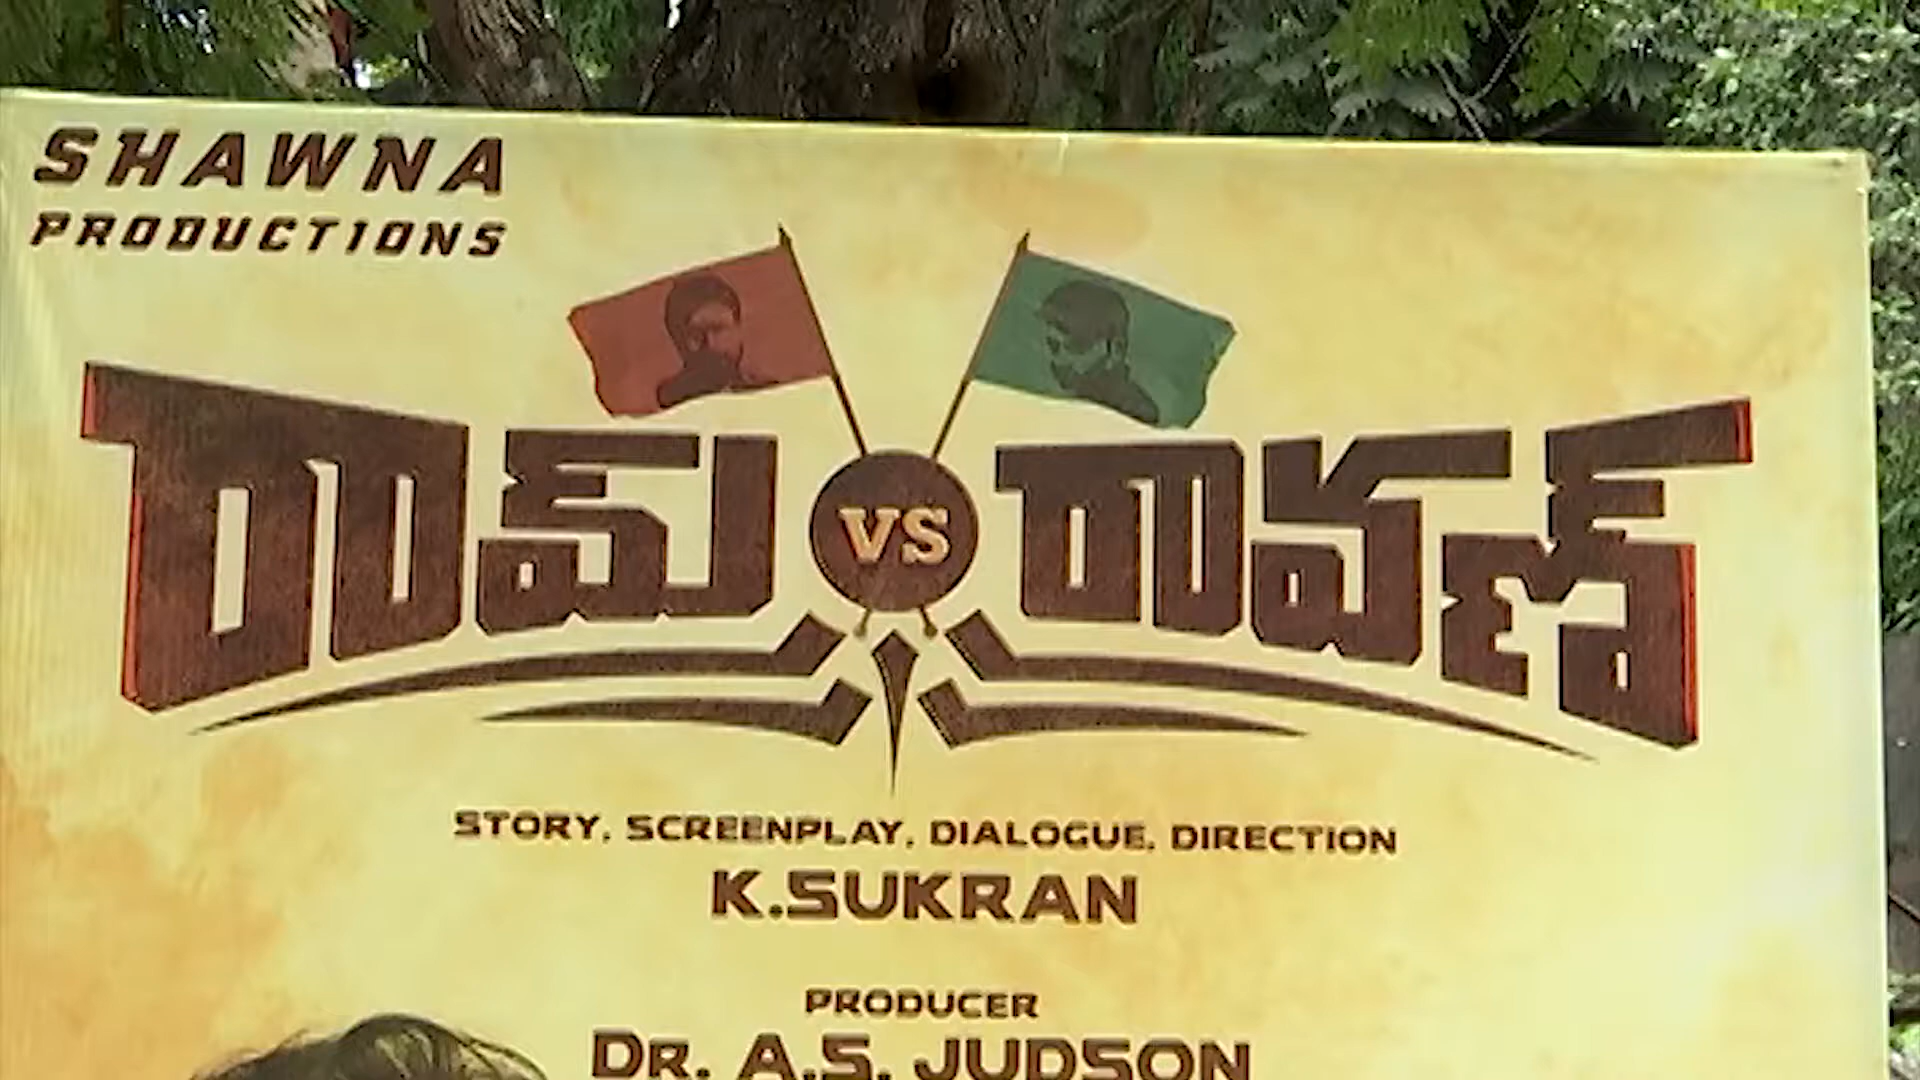 SHAWNA
PRODUCTIONS
రామ్ VS రావణ్
STORY, SCREENPLAY, DIALOGUE, DIRECTION
K.SUKRAN
PRODUCER
DR. A.S. JUDSON